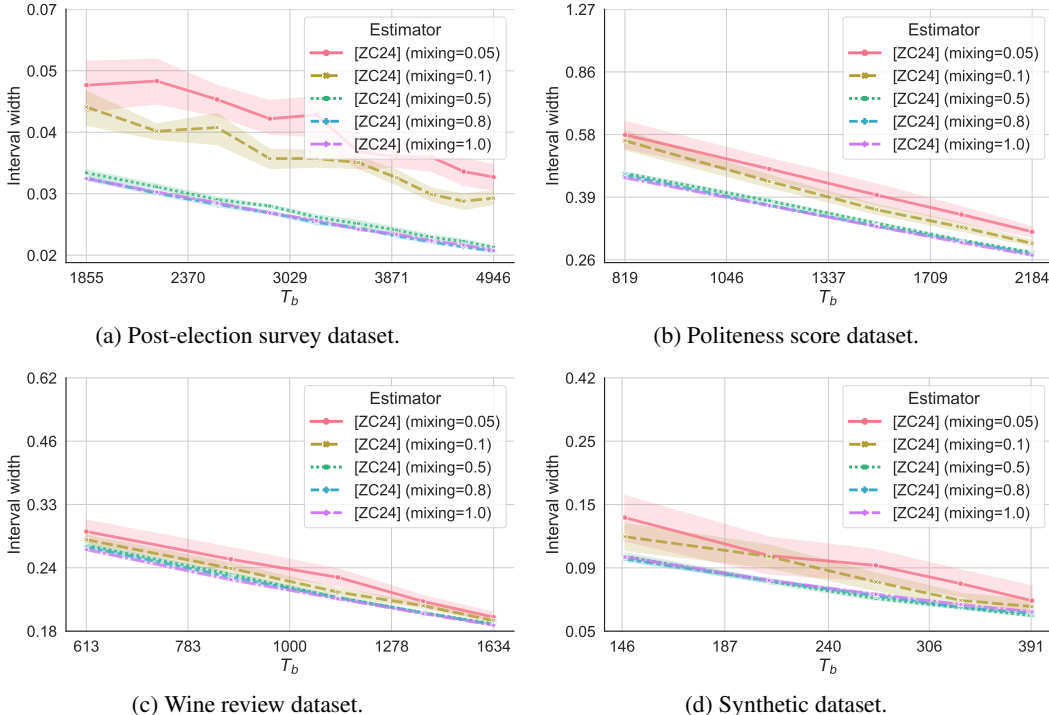 0.07
0.05
0.04
0.03
0.02
Interval width
1855
2370
3029
3871
4946
T_b
Estimator
[ZC24] (mixing=0.05)
[ZC24] (mixing=0.1)
[ZC24] (mixing=0.5)
[ZC24] (mixing=0.8)
[ZC24] (mixing=1.0)
(a) Post-election survey dataset.
1.27
0.86
0.58
0.39
0.26
Interval width
819
1046
1337
1709
2184
T_b
Estimator
[ZC24] (mixing=0.05)
[ZC24] (mixing=0.1)
[ZC24] (mixing=0.5)
[ZC24] (mixing=0.8)
[ZC24] (mixing=1.0)
(b) Politeness score dataset.
0.62
0.46
0.33
0.24
0.18
Interval width
613
783
1000
1278
1634
T_b
Estimator
[ZC24] (mixing=0.05)
[ZC24] (mixing=0.1)
[ZC24] (mixing=0.5)
[ZC24] (mixing=0.8)
[ZC24] (mixing=1.0)
(c) Wine review dataset.
0.42
0.25
0.15
0.09
0.05
Interval width
146
187
240
306
391
T_b
Estimator
[ZC24] (mixing=0.05)
[ZC24] (mixing=0.1)
[ZC24] (mixing=0.5)
[ZC24] (mixing=0.8)
[ZC24] (mixing=1.0)
(d) Synthetic dataset.